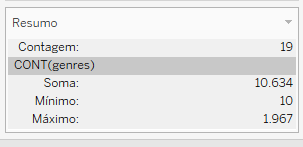 Resumo
Contagem: 19
CONT(genres)
Soma: 10.634
Mínimo: 10
Máximo: 1.967